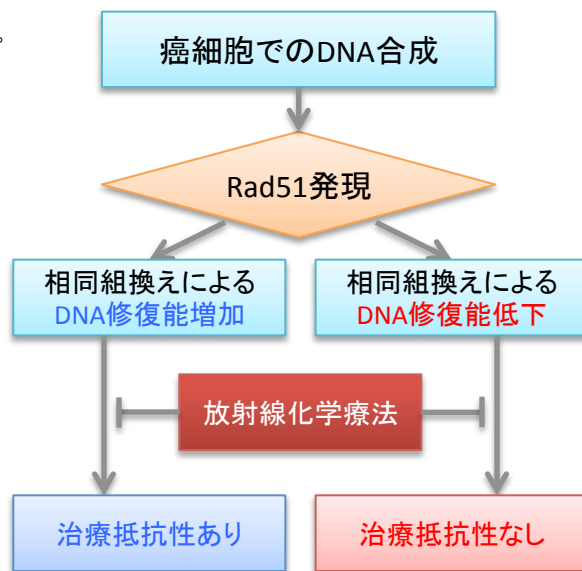 。
癌細胞でのDNA合成
Rad51発現
相同組換えによる
DNA修復能増加
相同組換えによる
DNA修復能低下
放射線化学療法
治療抵抗性あり
治療抵抗性なし